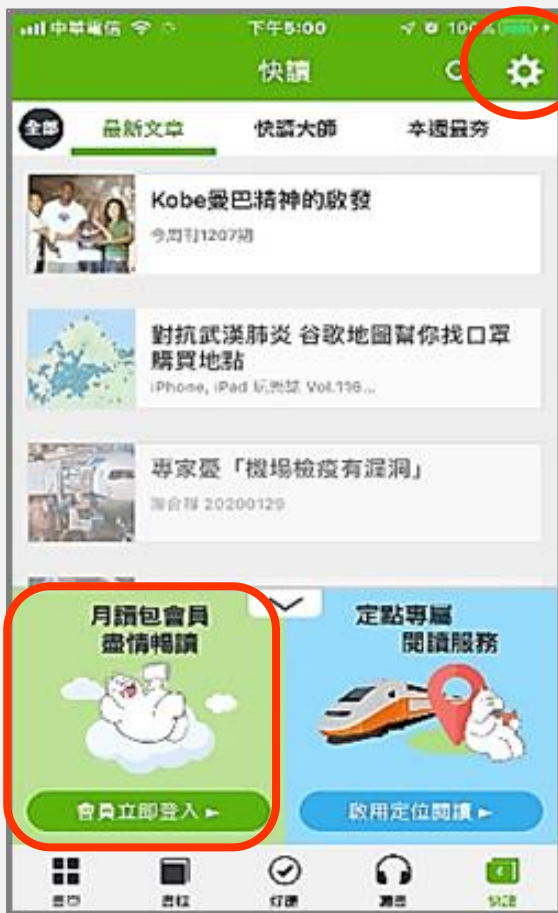 中華電信 下午5:00
快讀
全部 最新文章 快讀大師 本週最夯
Kobe曼巴精神的啟發
今周刊1207期
對抗武漢肺炎 谷歌地圖幫你找口罩
購買地點
iPhone, iPad 玩樂誌 Vol.116...
專家憂「機場檢疫有漏洞」
聯合報 20200129
月讀包會員
盡情暢讀
會員立即登入
定點專屬
閱讀服務
啟用定位閱讀
書櫃
快讀